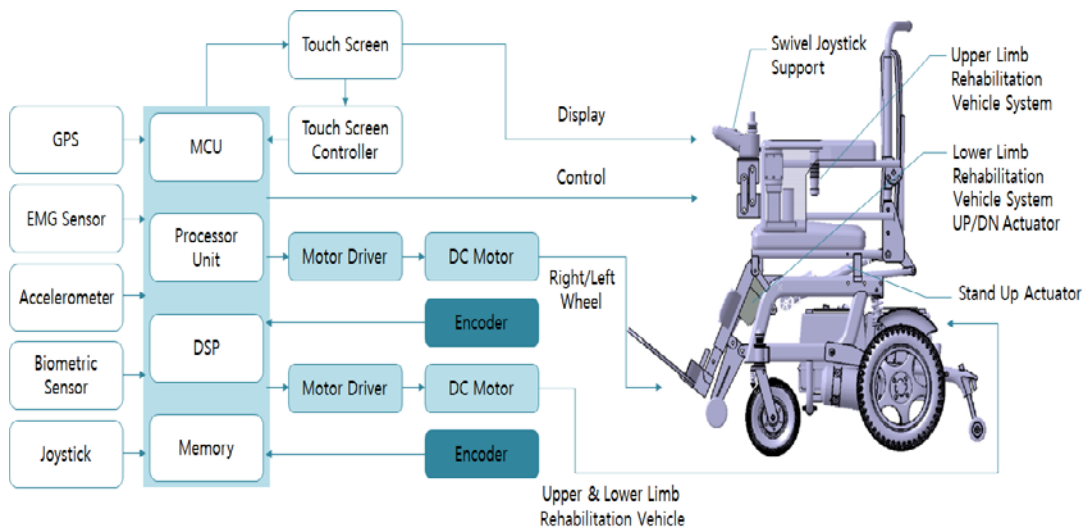 Touch Screen
Touch Screen
Controller
GPS
EMG Sensor
Accelerometer
Biometric
Sensor
Joystick
MCU
Processor
Unit
DSP
Memory
Motor Driver
DC Motor
Encoder
Motor Driver
DC Motor
Encoder
Display
Control
Right/Left
Wheel
Upper & Lower Limb
Rehabilitation Vehicle
Swivel Joystick
Support
Upper Limb
Rehabilitation
Vehicle System
Lower Limb
Rehabilitation
Vehicle System
UP/DN Actuator
Stand Up Actuator